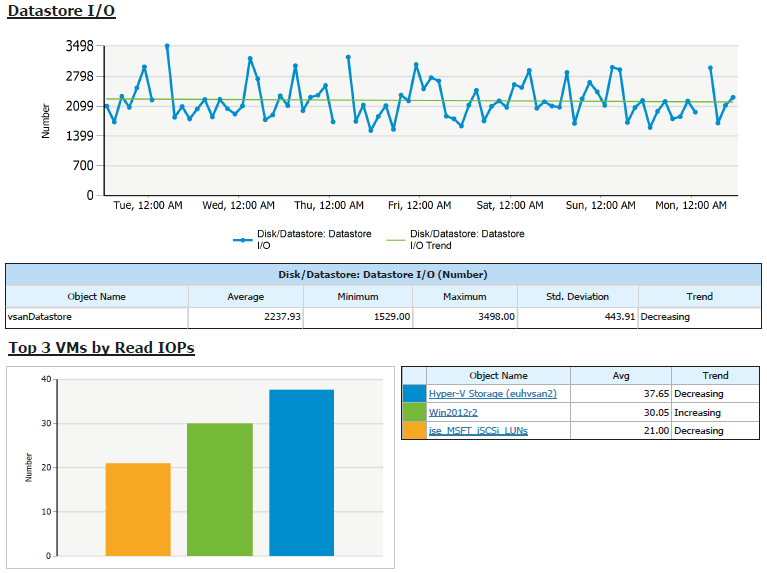 Datastore I/O
3498
2798
2099
1399
700
0
Number
Tue, 12:00 AM Wed, 12:00 AM Thu, 12:00 AM Fri, 12:00 AM Sat, 12:00 AM Sun, 12:00 AM Mon, 12:00 AM
Disk/Datastore: Datastore I/O
Disk/Datastore: Datastore I/O Trend
Disk/Datastore: Datastore I/O (Number)
Object Name Average Minimum Maximum Std. Deviation Trend
vsanDatastore 2237.93 1529.00 3498.00 443.91 Decreasing
Top 3 VMs by Read IOPs
40
30
20
10
0
Number
Object Name Avg Trend
Hyper-V Storage (euhvsan2) 37.65 Decreasing
Win2012r2 30.05 Increasing
ise_MSFT_iSCSi_LUNs 21.00 Decreasing